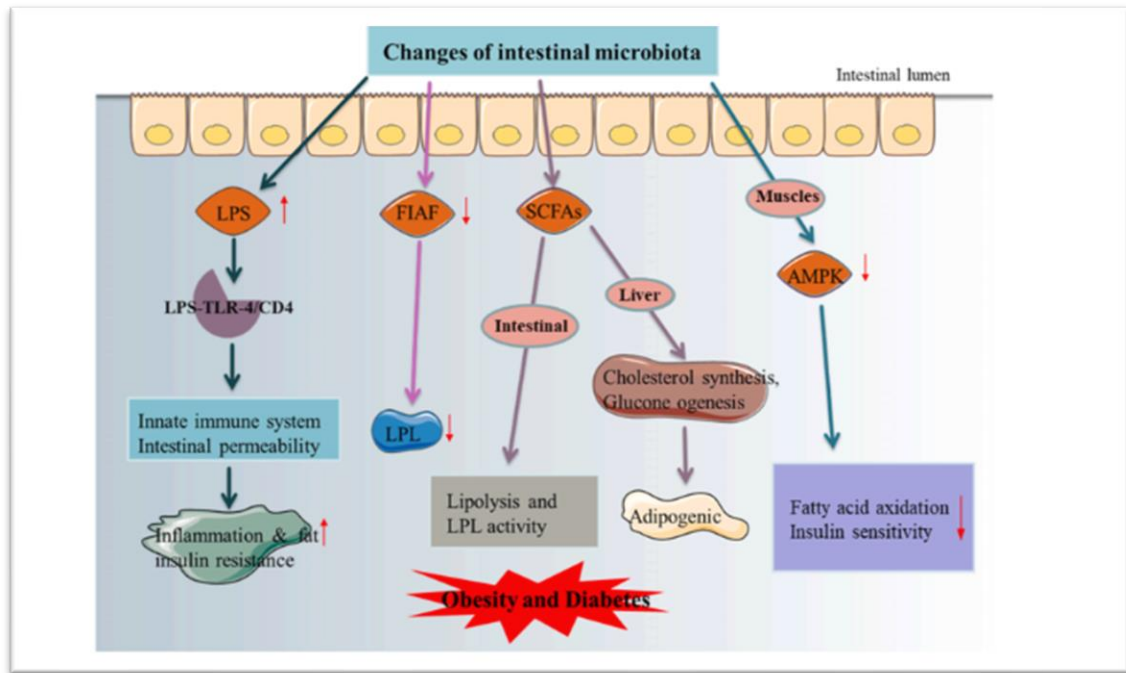 Changes of intestinal microbiota
Intestinal lumen
LPS
FIAF
SCFAs
Muscles
AMPK
LPS-TLR-4/CD4
Liver
Intestinal
Cholesterol synthesis,
Glucone ogenesis
Innate immune system
Intestinal permeability
LPL
Lipolysis and
LPL activity
Adipogenic
Fatty acid axidation
Insulin sensitivity
Inflammation & fat
insulin resistance
Obesity and Diabetes